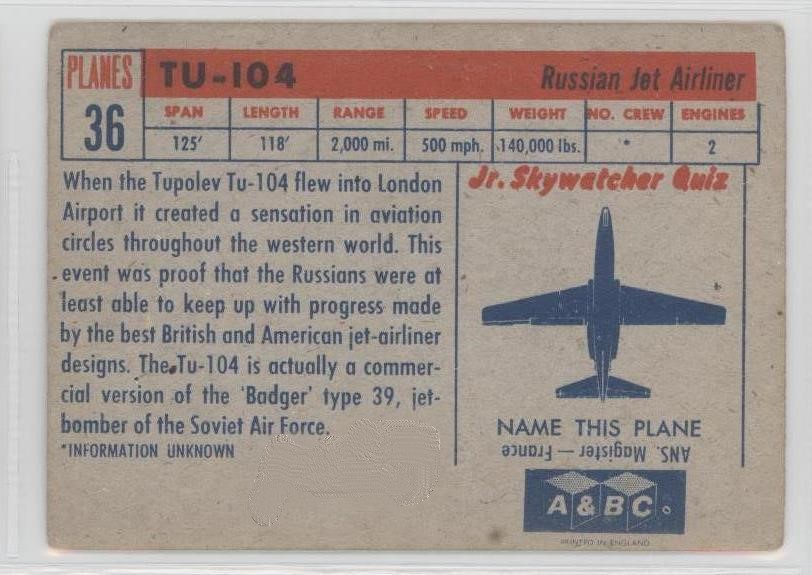 PLANES
36
TU-104
Russian Jet Airliner
SPAN LENGTH RANGE SPEED WEIGHT NO. CREW ENGINES
125' 118' 2,000 mi. 500 mph. 140,000 lbs. * 2
When the Tupolev Tu-104 flew into London
Airport it created a sensation in aviation
circles throughout the western world. This
event was proof that the Russians were at
least able to keep up with progress made
by the best British and American jet-airliner
designs. The Tu-104 is actually a commer-
cial version of the 'Badger' type 39, jet-
bomber of the Soviet Air Force.
*INFORMATION UNKNOWN
Jr. Skywatcher Quiz
NAME THIS PLANE
ANS. Magister — France
A & BC.
PRINTED IN ENGLAND